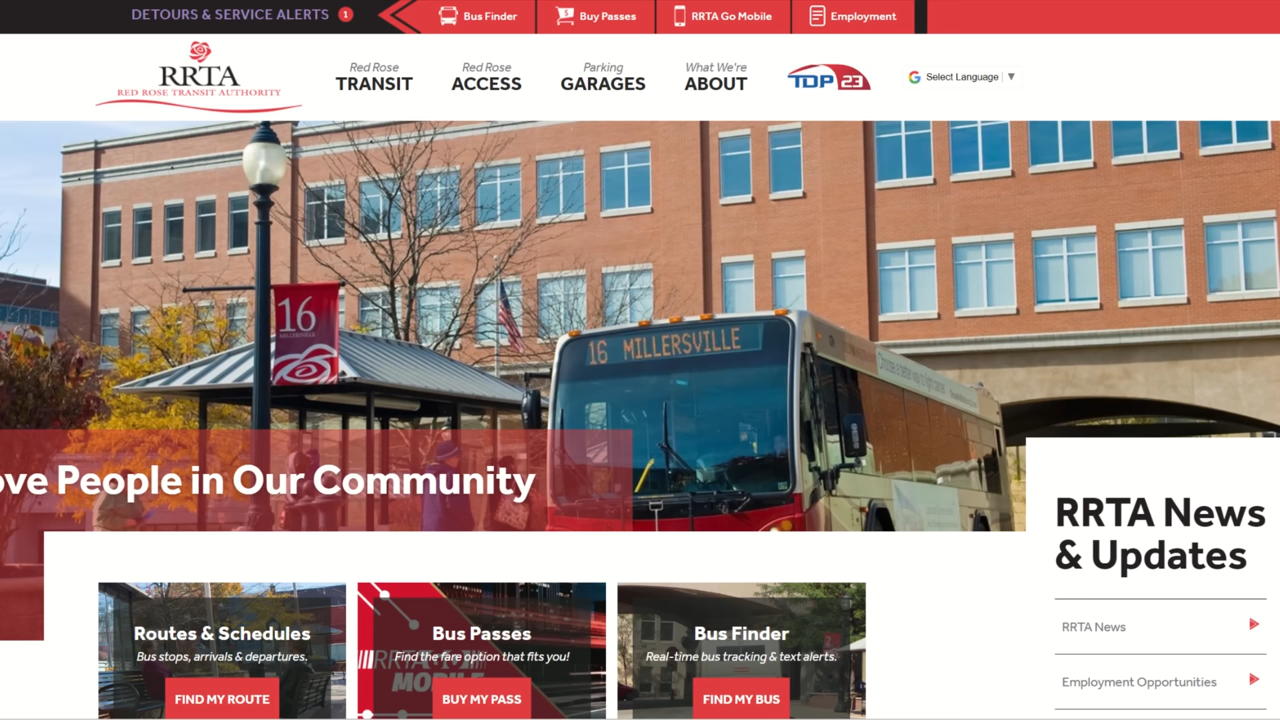 DETOURS & SERVICE ALERTS 1
Bus Finder
Buy Passes
RRTA Go Mobile
Employment
RRTA
RED ROSE TRANSIT AUTHORITY
Red Rose
TRANSIT
Red Rose
ACCESS
Parking
GARAGES
What We're
ABOUT
TDP 23
G Select Language ▼
16
MILLERSVILLE
16 MILLERSVILLE
ove People in Our Community
RRTA News
& Updates
RRTA News
Employment Opportunities
Routes & Schedules
Bus stops, arrivals & departures.
FIND MY ROUTE
Bus Passes
Find the fare option that fits you!
MOBILE
BUY MY PASS
Bus Finder
Real-time bus tracking & text alerts.
FIND MY BUS